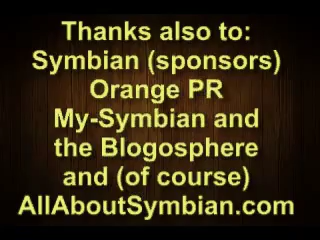 Thanks also to:
Symbian (sponsors)
Orange PR
My-Symbian and
the Blogosphere
and (of course)
AllAboutSymbian.com